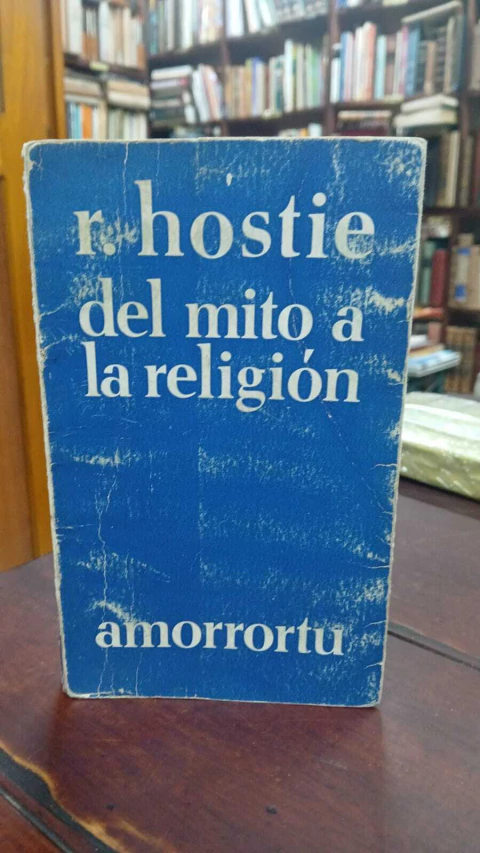 r. hostie
del mito a
la religión
amorrortu